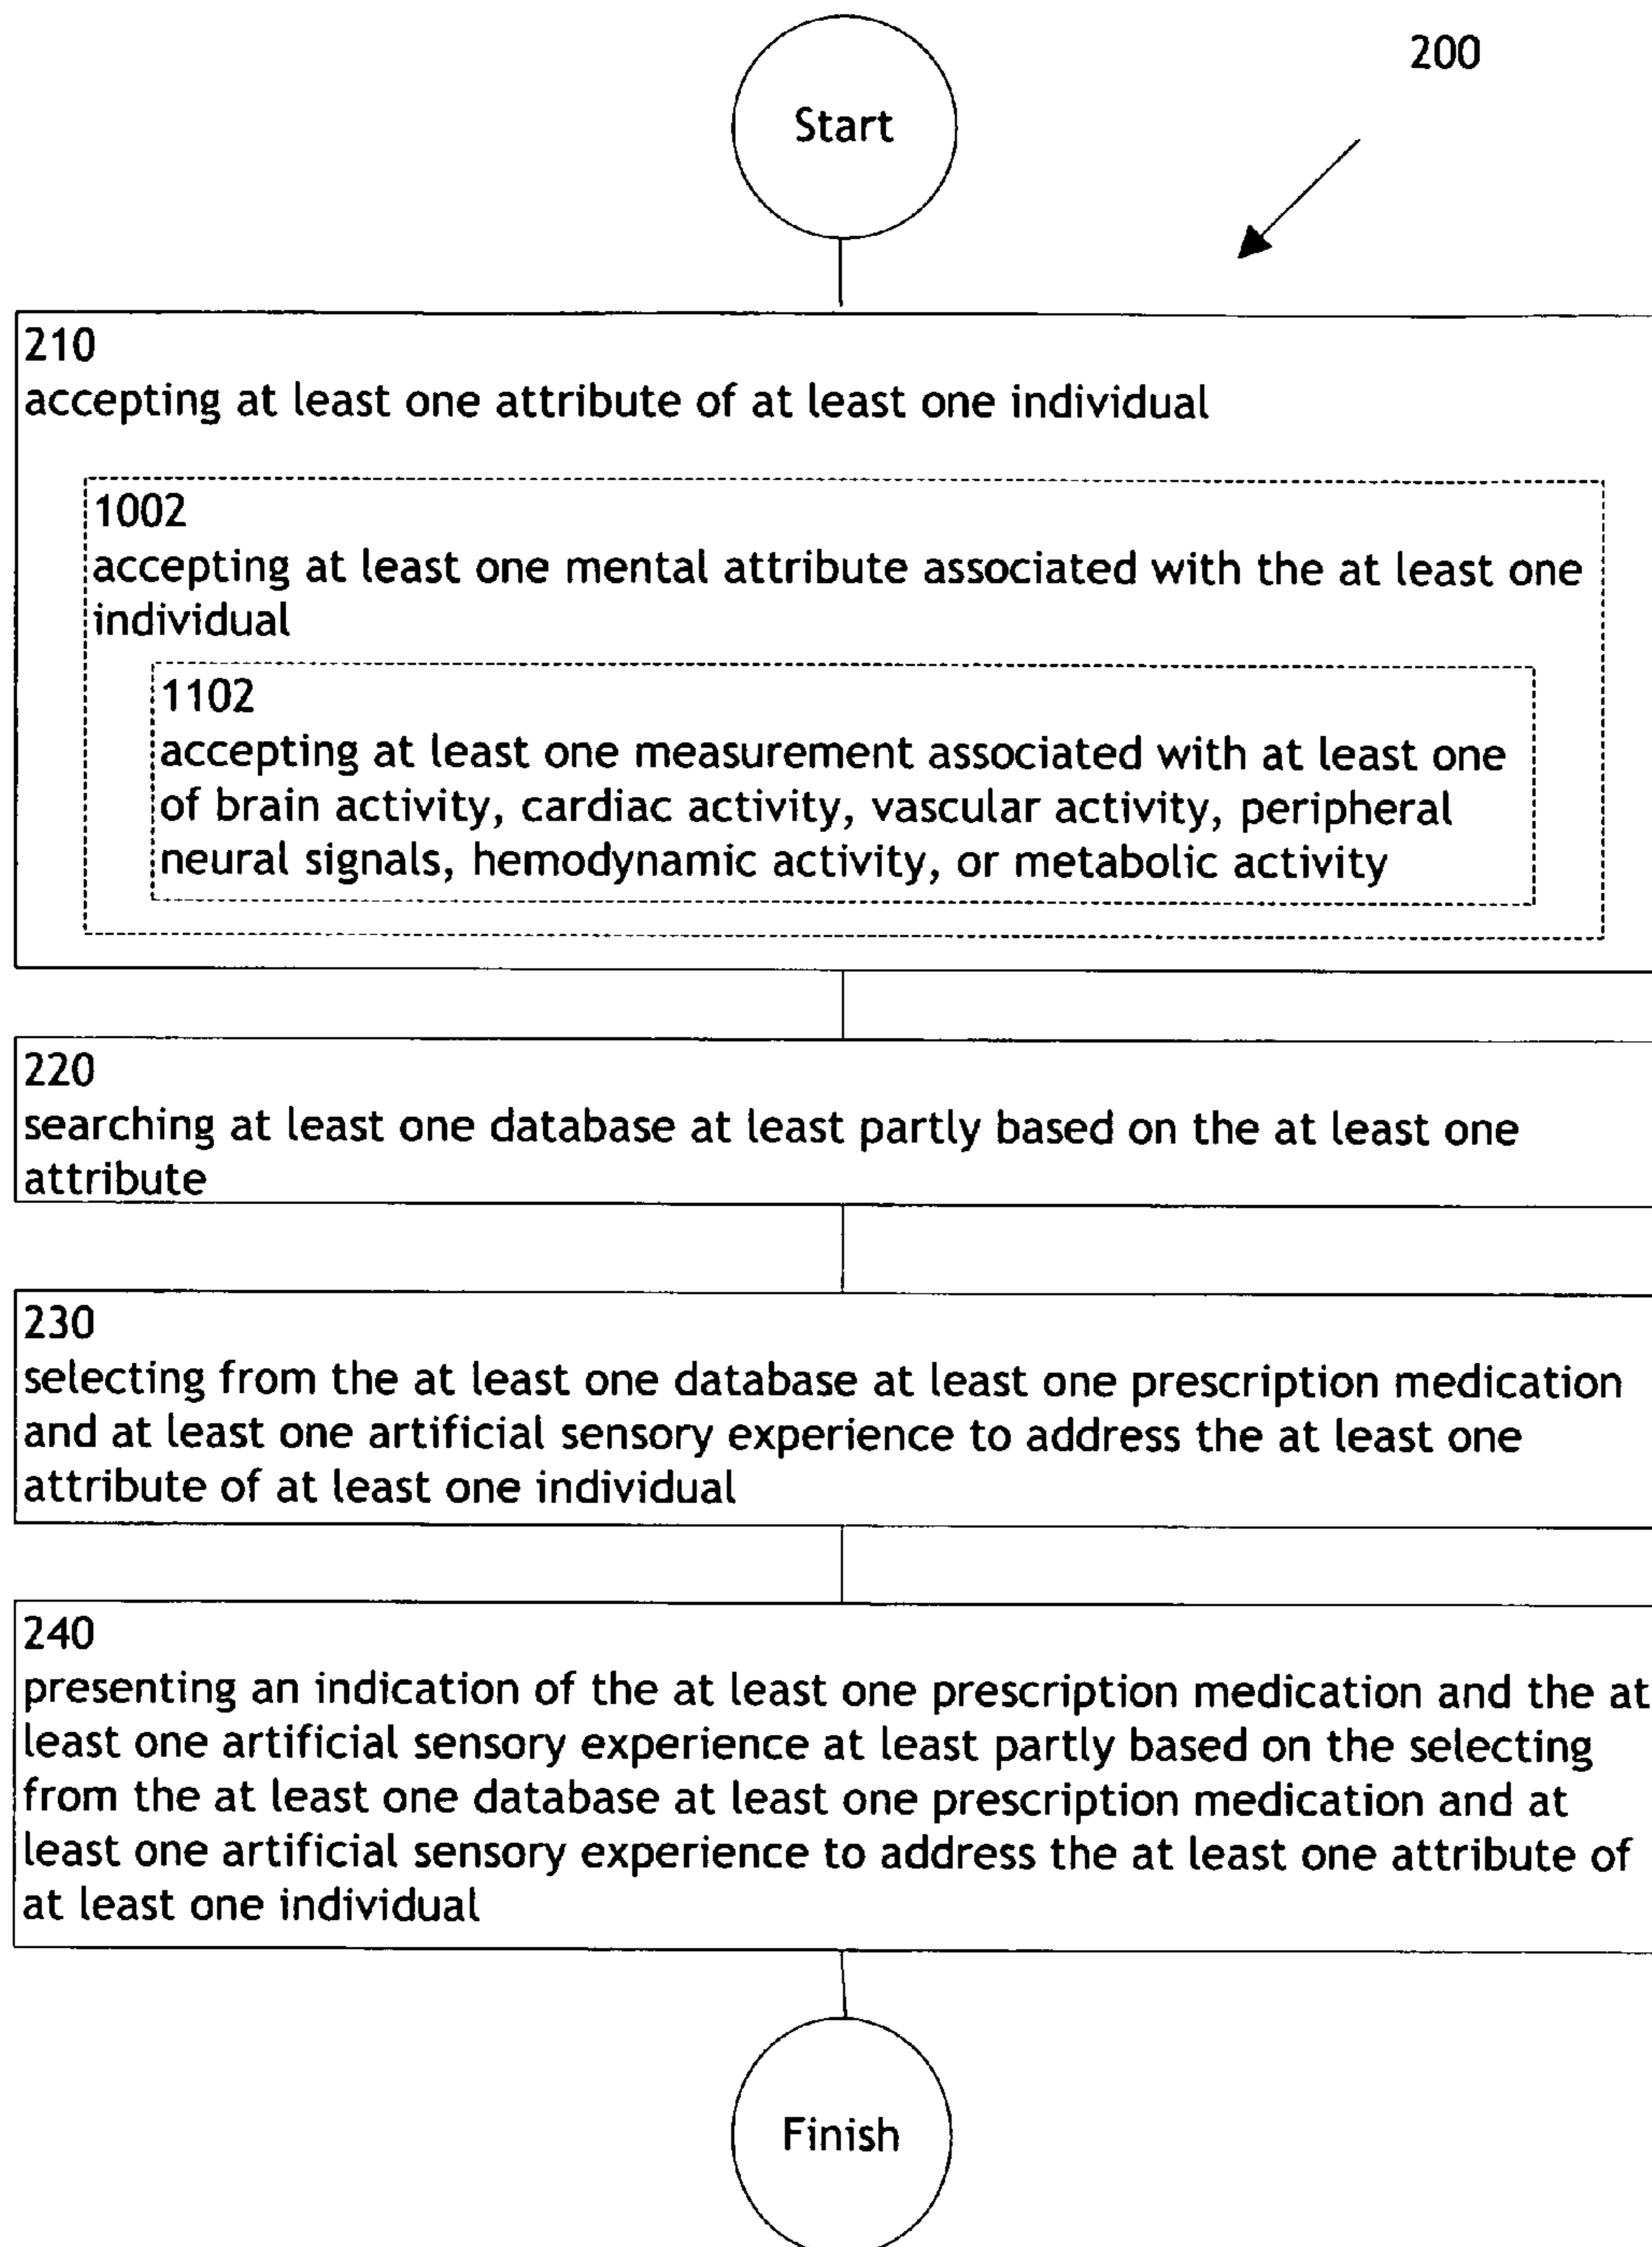 200
Start
210
accepting at least one attribute of at least one individual
1002
accepting at least one mental attribute associated with the at least one
individual
1102
accepting at least one measurement associated with at least one
of brain activity, cardiac activity, vascular activity, peripheral
neural signals, hemodynamic activity, or metabolic activity
220
searching at least one database at least partly based on the at least one
attribute
230
selecting from the at least one database at least one prescription medication
and at least one artificial sensory experience to address the at least one
attribute of at least one individual
240
presenting an indication of the at least one prescription medication and the at
least one artificial sensory experience at least partly based on the selecting
from the at least one database at least one prescription medication and at
least one artificial sensory experience to address the at least one attribute of
at least one individual
Finish